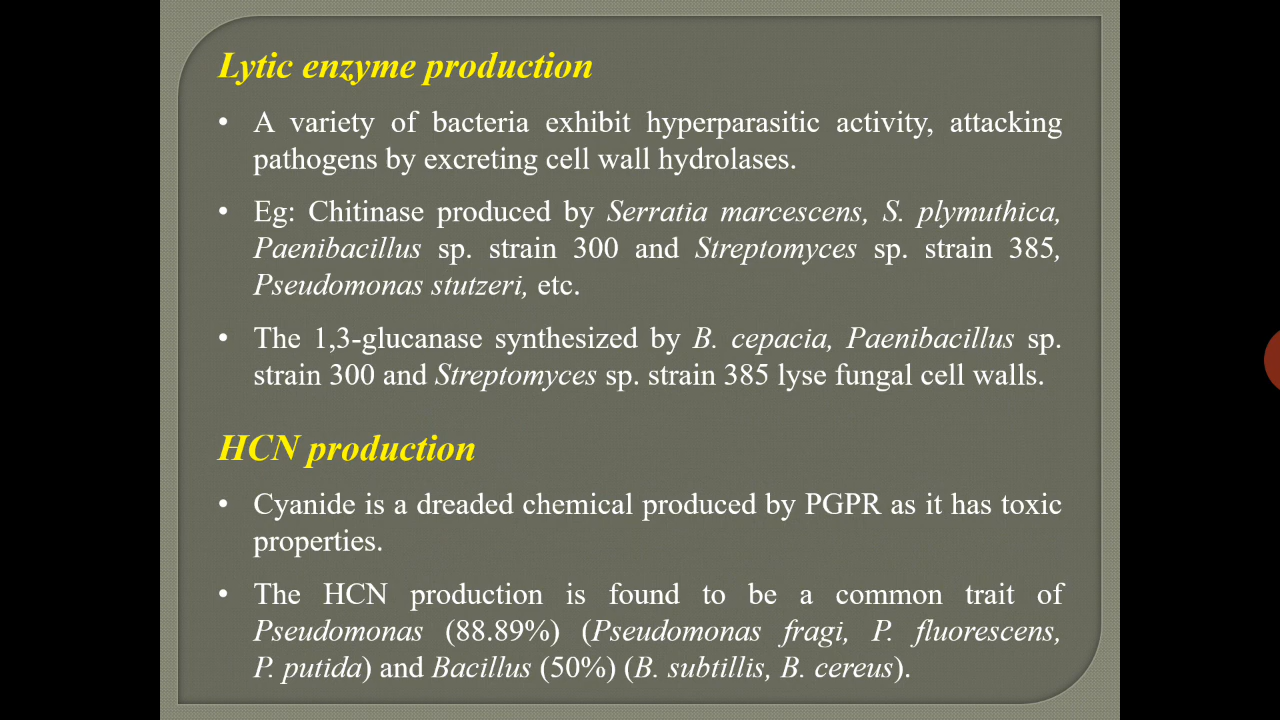 Lytic enzyme production
• A variety of bacteria exhibit hyperparasitic activity, attacking
pathogens by excreting cell wall hydrolases.
• Eg: Chitinase produced by Serratia marcescens, S. plymuthica,
Paenibacillus sp. strain 300 and Streptomyces sp. strain 385,
Pseudomonas stutzeri, etc.
• The 1,3-glucanase synthesized by B. cepacia, Paenibacillus sp.
strain 300 and Streptomyces sp. strain 385 lyse fungal cell walls.
HCN production
• Cyanide is a dreaded chemical produced by PGPR as it has toxic
properties.
• The HCN production is found to be a common trait of
Pseudomonas (88.89%) (Pseudomonas fragi, P. fluorescens,
P. putida) and Bacillus (50%) (B. subtillis, B. cereus).